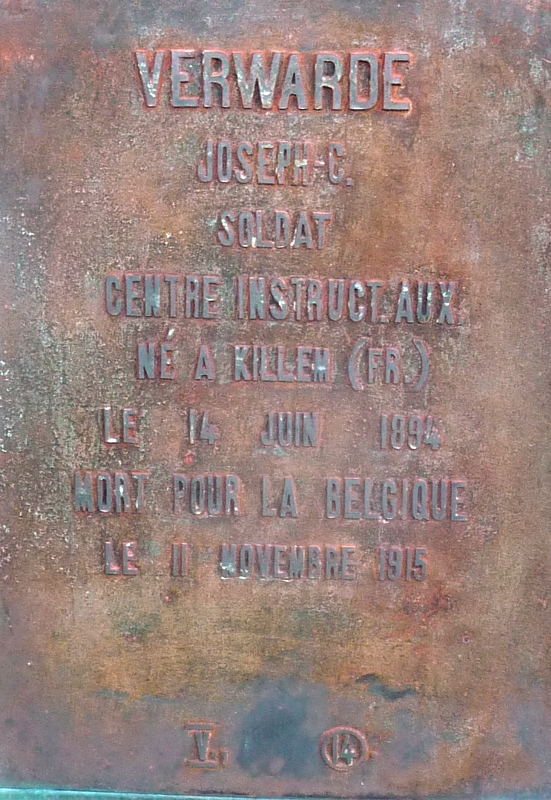 VERWARDE
JOSEPH C.
SOLDAT
CENTRE INSTRUCT. AUX.
NÉ A KILLEM (FR.)
LE 14 JUIN 1894
MORT POUR LA BELGIQUE
LE 11 NOVEMBRE 1915
V. 14